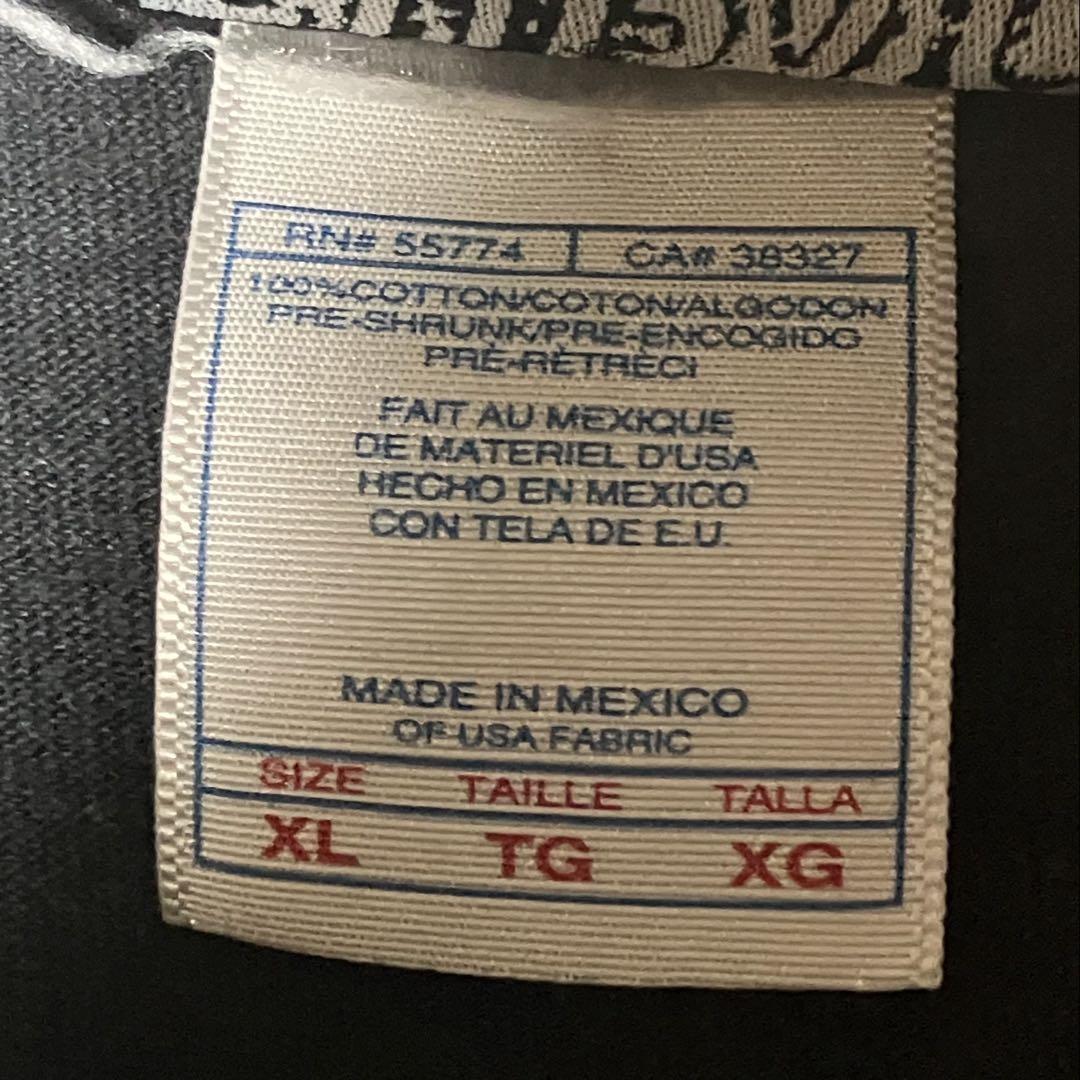 RN# 55774 CA# 38327
100%COTTON/COTON/ALGODON
PRE-SHRUNK/PRE-ENCOGIDO
PRÉ-RÉTRÉCI
FAIT AU MEXIQUE
DE MATERIEL D'USA
HECHO EN MEXICO
CON TELA DE E.U.
MADE IN MEXICO
OF USA FABRIC
SIZE TAILLE TALLA
XL TG XG